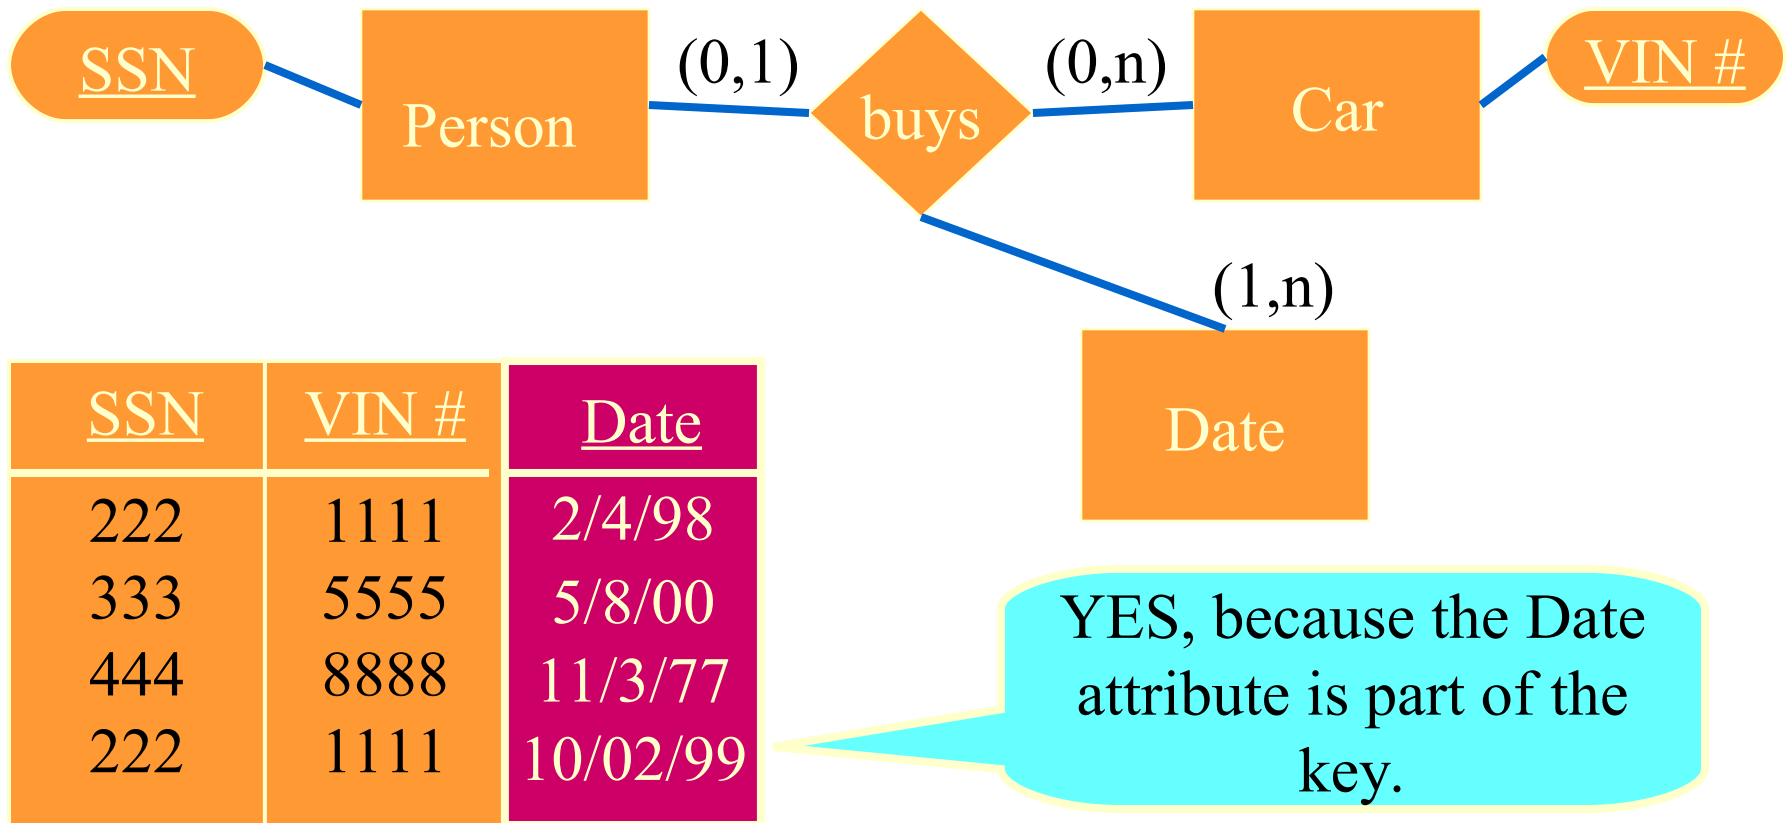 SSN
Person
(0,1)
buys
(0,n)
Car
VIN #
(1,n)
Date
SSN VIN # Date
222 1111 2/4/98
333 5555 5/8/00
444 8888 11/3/77
222 1111 10/02/99
YES, because the Date
attribute is part of the
key.